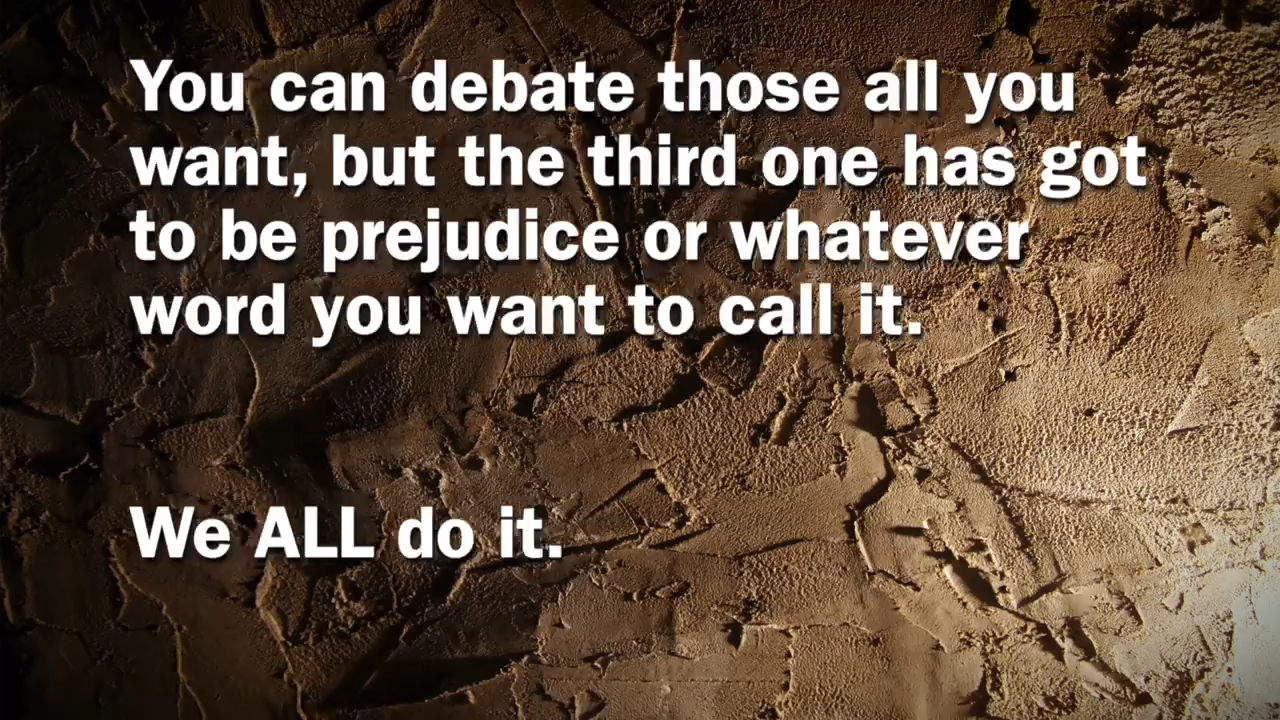 You can debate those all you
want, but the third one has got
to be prejudice or whatever
word you want to call it.
We ALL do it.